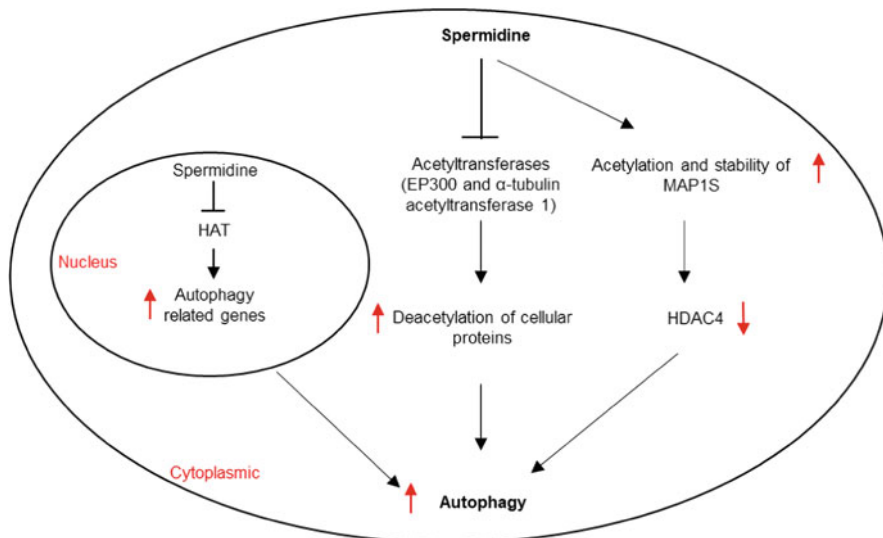 Spermidine
Spermidine
HAT
Nucleus
Autophagy
related genes
Acetyltransferases
(EP300 and α-tubulin
acetyltransferase 1)
Deacetylation of cellular
proteins
Acetylation and stability of
MAP1S
HDAC4
Cytoplasmic
Autophagy